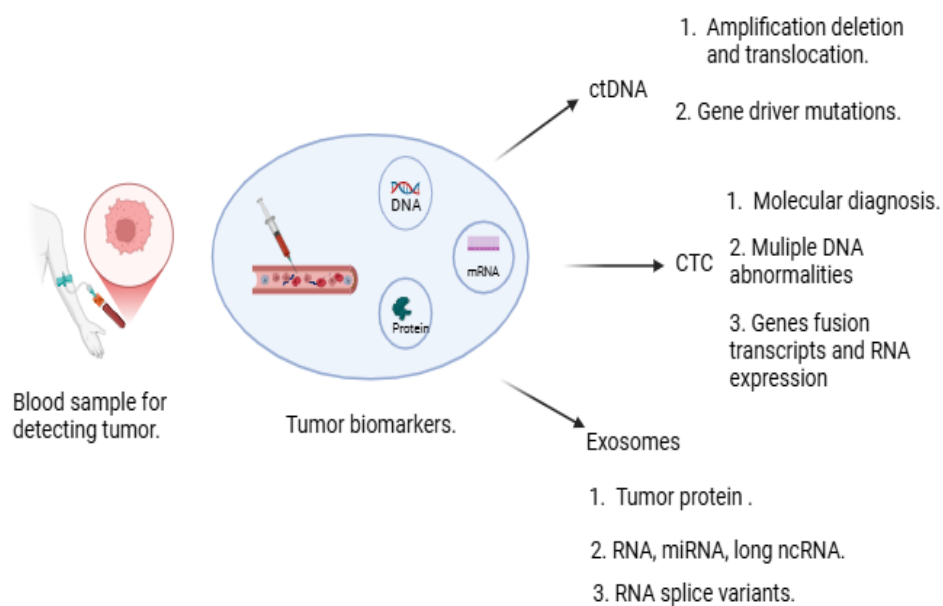 Blood sample for
detecting tumor.
DNA
mRNA
Protein
Tumor biomarkers.
ctDNA
1. Amplification deletion
and translocation.
2. Gene driver mutations.
CTC
1. Molecular diagnosis.
2. Muliple DNA
abnormalities
3. Genes fusion
transcripts and RNA
expression
Exosomes
1. Tumor protein .
2. RNA, miRNA, long ncRNA.
3. RNA splice variants.